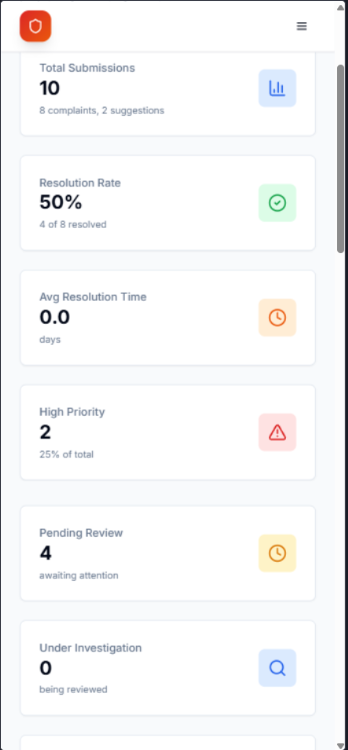 Total Submissions
10
8 complaints, 2 suggestions
Resolution Rate
50%
4 of 8 resolved
Avg Resolution Time
0.0
days
High Priority
2
25% of total
Pending Review
4
awaiting attention
Under Investigation
0
being reviewed